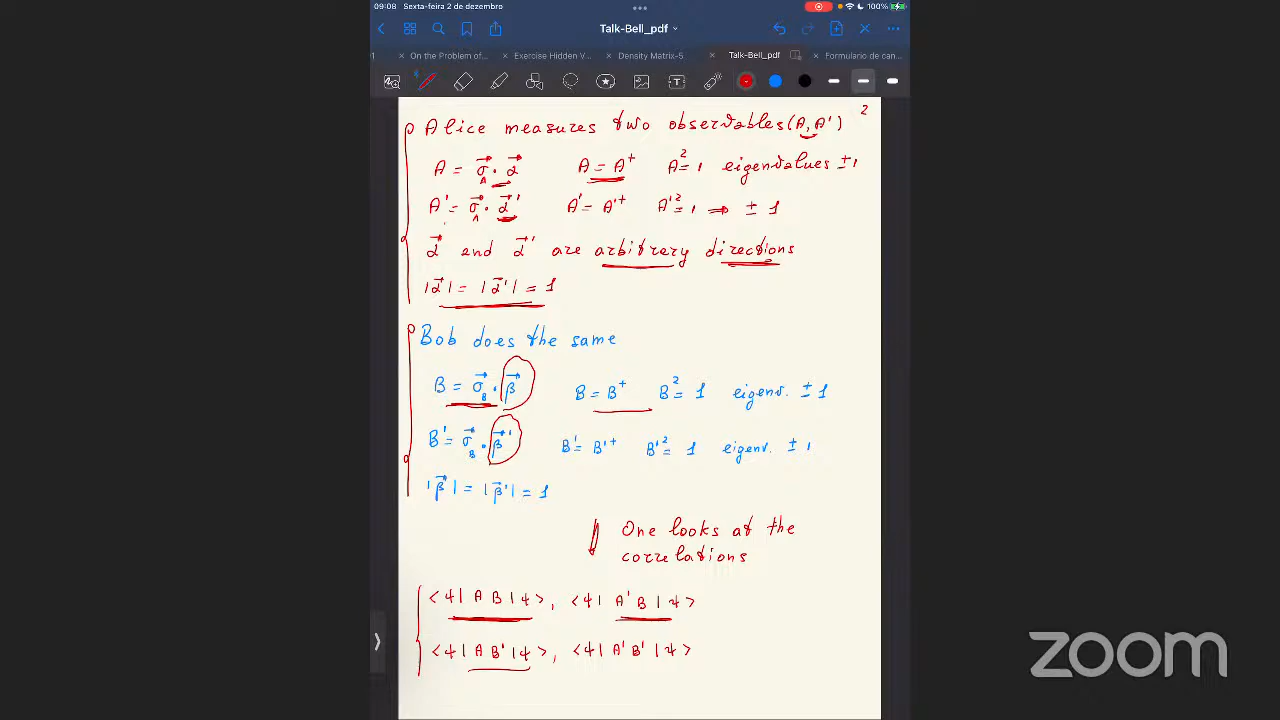 09:08 Sexta-feira 2 de dezembro
100%
Talk-Bell_pdf
On the Problem of...
Exercise Hidden V...
Density Matrix-5
Talk-Bell_pdf
Formulario de can...
2
Alice measures two observables (A, A')
A = σ⃗_A · α⃗ A = A⁺ A² = 1 eigenvalues ±1
A' = σ⃗_A · α⃗' A' = A'⁺ A'² = 1 ⇒ ± 1
α⃗ and α⃗' are arbitrary directions
|α⃗| = |α⃗'| = 1
Bob does the same
B = σ⃗_B · β⃗ B = B⁺ B² = 1 eigenv. ±1
B' = σ⃗_B · β⃗' B' = B'⁺ B'² = 1 eigenv. ±1
|β⃗| = |β⃗'| = 1
⇓ One looks at the
correlations
<ψ| A B |ψ>, <ψ| A' B |ψ>
<ψ| A B' |ψ>, <ψ| A' B' |ψ>
zoom